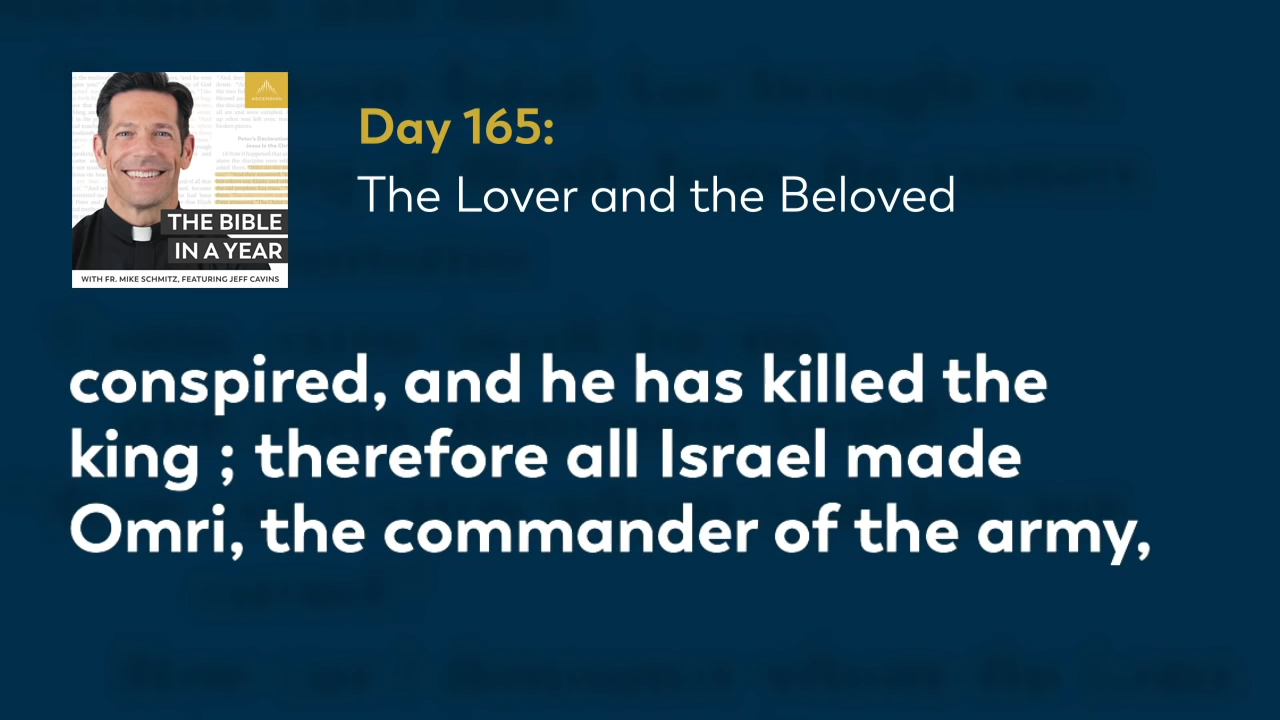 ASCENSION
THE BIBLE
IN A YEAR
WITH FR. MIKE SCHMITZ, FEATURING JEFF CAVINS
Day 165:
The Lover and the Beloved
conspired, and he has killed the
king ; therefore all Israel made
Omri, the commander of the army,